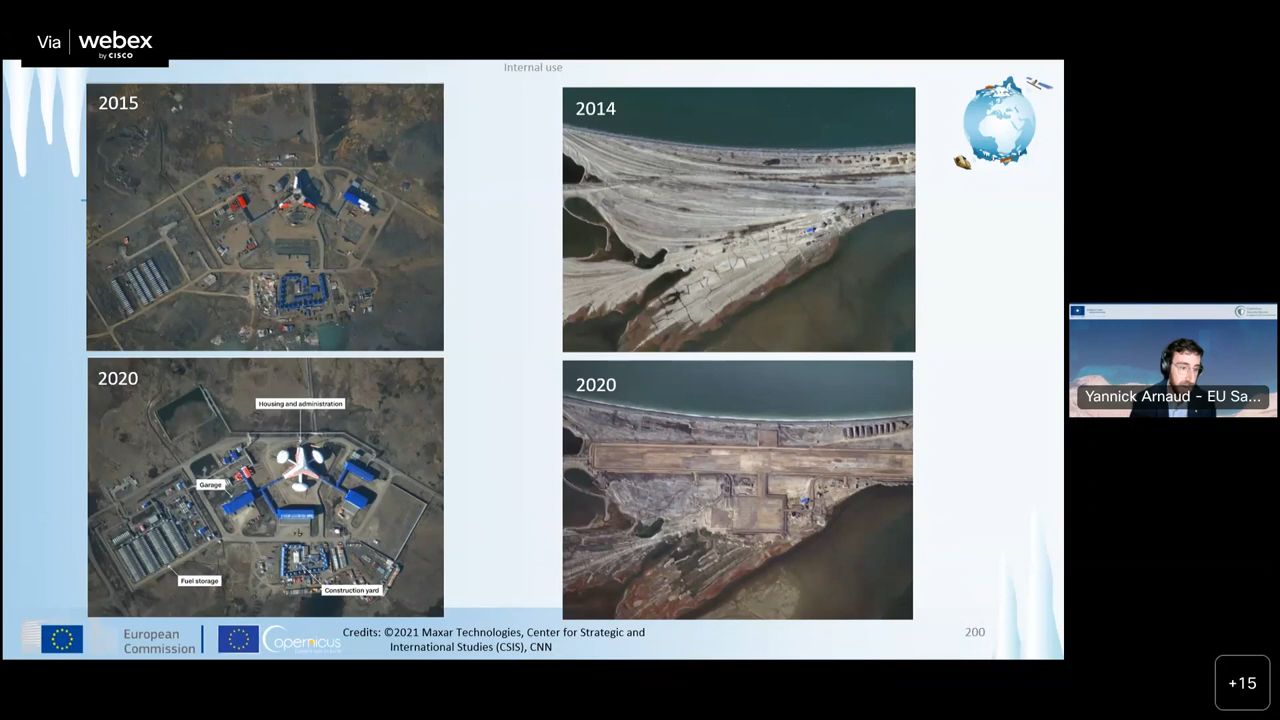 Via webex
by CISCO
Internal use
2015
2014
2020
Housing and administration
Garage
Fuel storage
Construction yard
2020
Yannick Arnaud - EU Sa...
European
Commission
opernicus
Credits: ©2021 Maxar Technologies, Center for Strategic and
International Studies (CSIS), CNN
200
+15